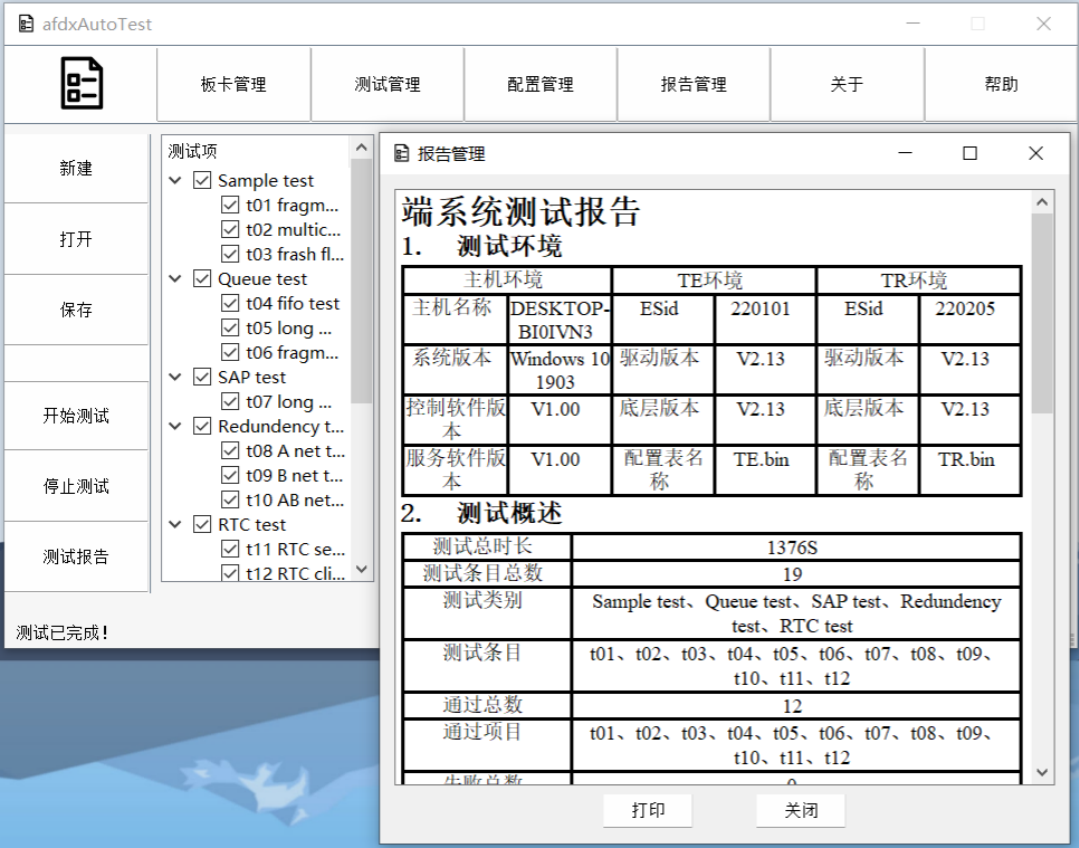 afdxAutoTest
板卡管理
测试管理
配置管理
报告管理
关于
帮助
新建
打开
保存
开始测试
停止测试
测试报告
测试已完成!
测试项
Sample test
t01 fragm...
t02 multic...
t03 frash fl...
Queue test
t04 fifo test
t05 long ...
t06 fragm...
SAP test
t07 long ...
Redundency t...
t08 A net t...
t09 B net t...
t10 AB net...
RTC test
t11 RTC se...
t12 RTC cli...
报告管理
端系统测试报告
1. 测试环境
主机环境 TE环境 TR环境
主机名称 DESKTOP-BI0IVN3 ESid 220101 ESid 220205
系统版本 Windows 10 1903 驱动版本 V2.13 驱动版本 V2.13
控制软件版本 V1.00 底层版本 V2.13 底层版本 V2.13
服务软件版本 V1.00 配置表名称 TE.bin 配置表名称 TR.bin
2. 测试概述
测试总时长 1376S
测试条目总数 19
测试类别 Sample test、Queue test、SAP test、Redundency
test、RTC test
测试条目 t01、t02、t03、t04、t05、t06、t07、t08、t09、
t10、t11、t12
通过总数 12
通过项目 t01、t02、t03、t04、t05、t06、t07、t08、t09、
t10、t11、t12
失败总数 0
打印
关闭